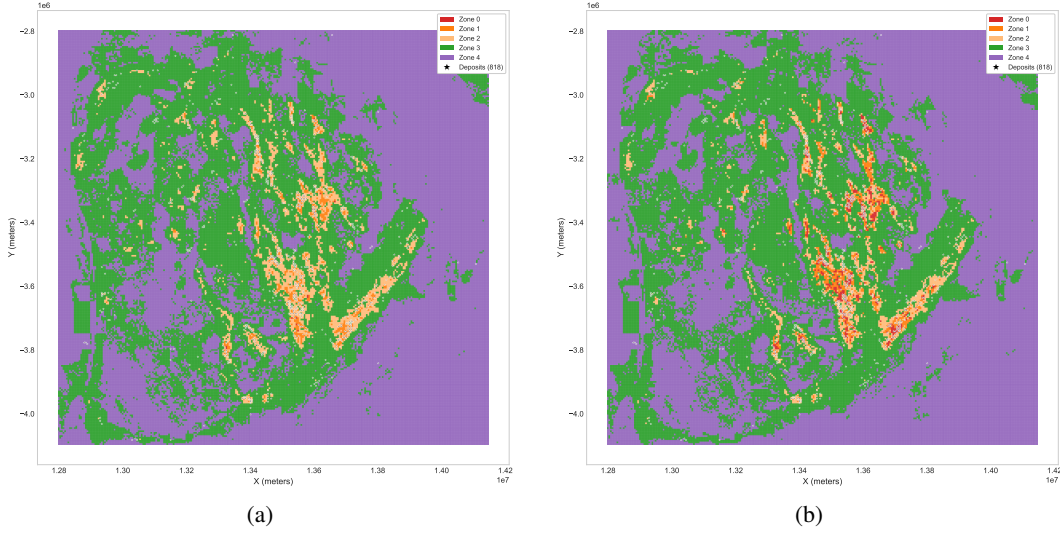 1e6
Zone 0
Zone 1
Zone 2
Zone 3
Zone 4
Deposits (818)
−2.8
−3.0
−3.2
−3.4
−3.6
−3.8
−4.0
Y (meters)
1.28
1.30
1.32
1.34
1.36
1.38
1.40
1.42
1e7
X (meters)
(a)
1e6
Zone 0
Zone 1
Zone 2
Zone 3
Zone 4
Deposits (818)
−2.8
−3.0
−3.2
−3.4
−3.6
−3.8
−4.0
Y (meters)
1.28
1.30
1.32
1.34
1.36
1.38
1.40
1.42
1e7
X (meters)
(b)